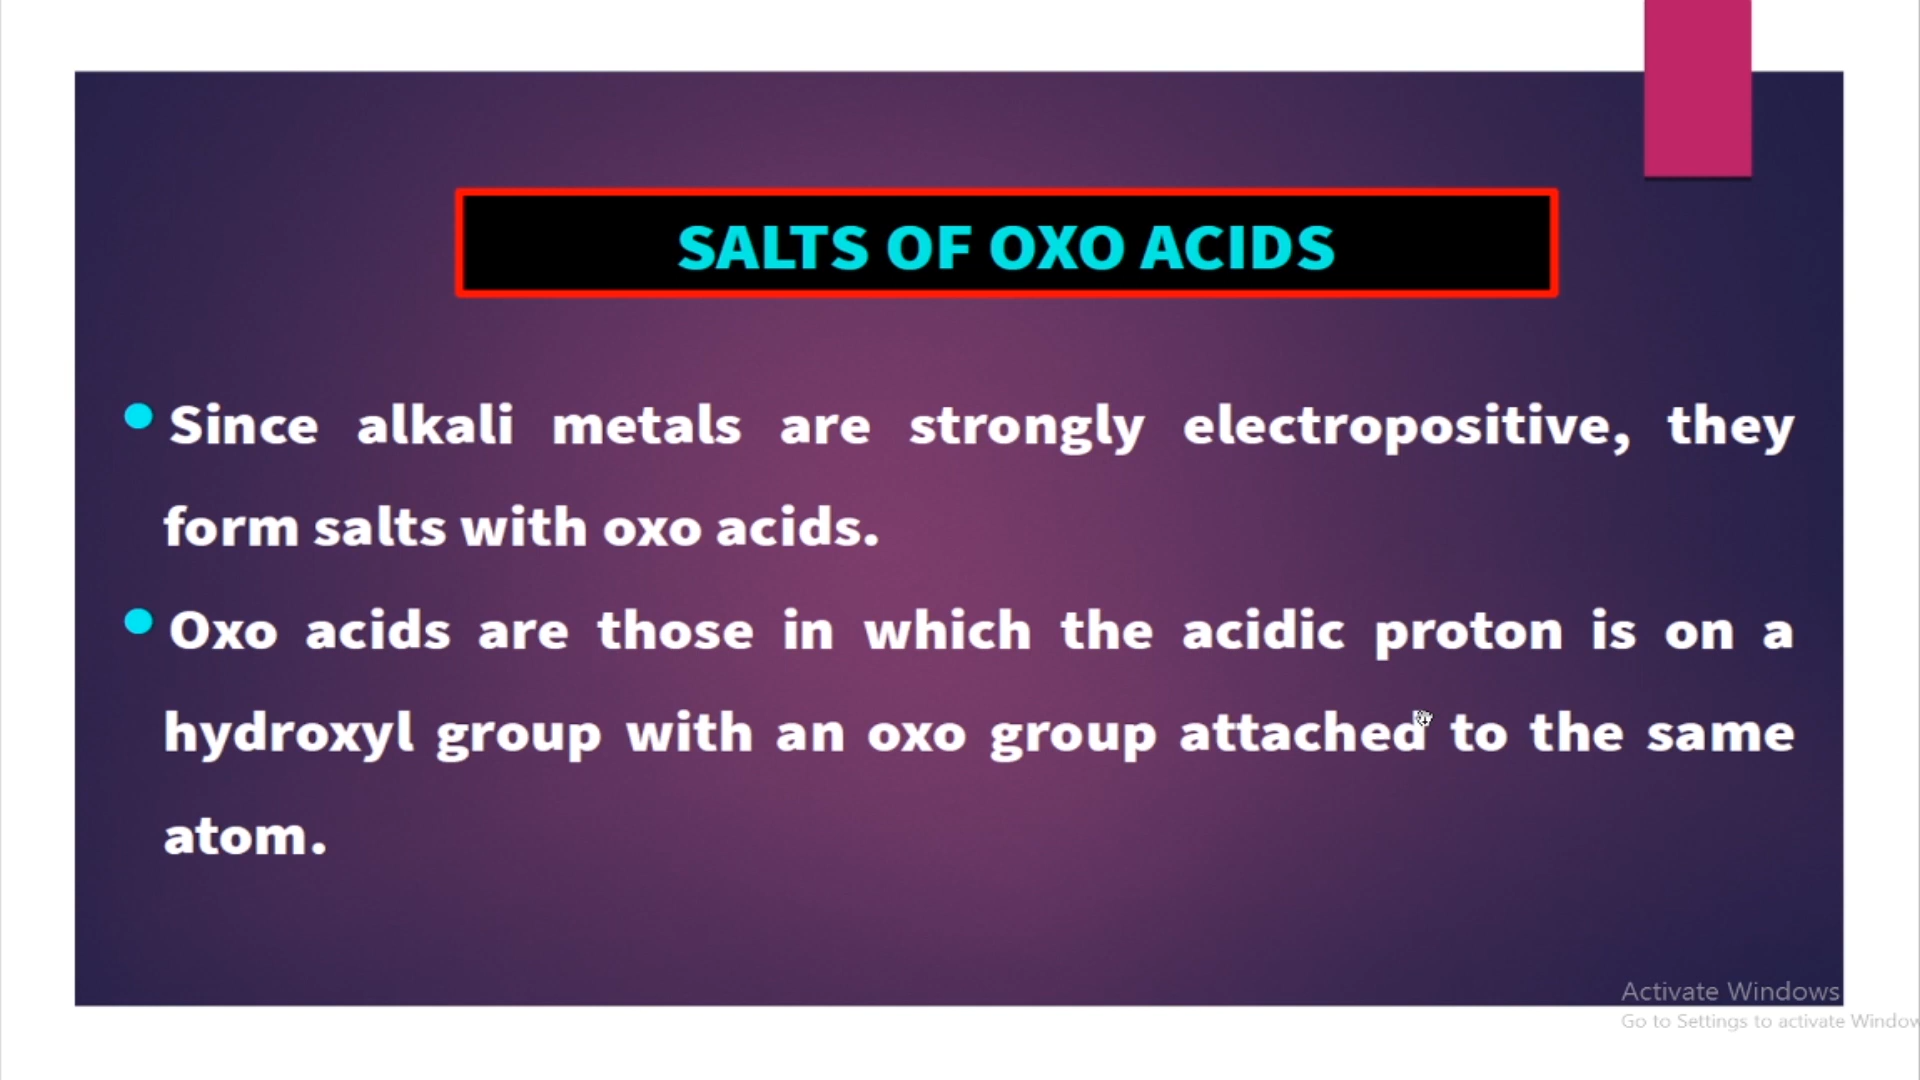 SALTS OF OXO ACIDS
Since alkali metals are strongly electropositive, they
form salts with oxo acids.
Oxo acids are those in which the acidic proton is on a
hydroxyl group with an oxo group attached to the same
atom.
Activate Windows
Go to Settings to activate Window